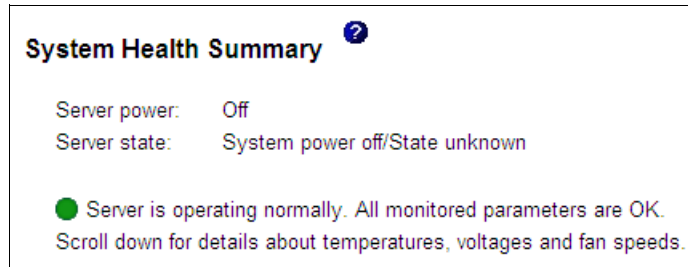 System Health Summary ?
Server power: Off
Server state: System power off/State unknown
Server is operating normally. All monitored parameters are OK.
Scroll down for details about temperatures, voltages and fan speeds.